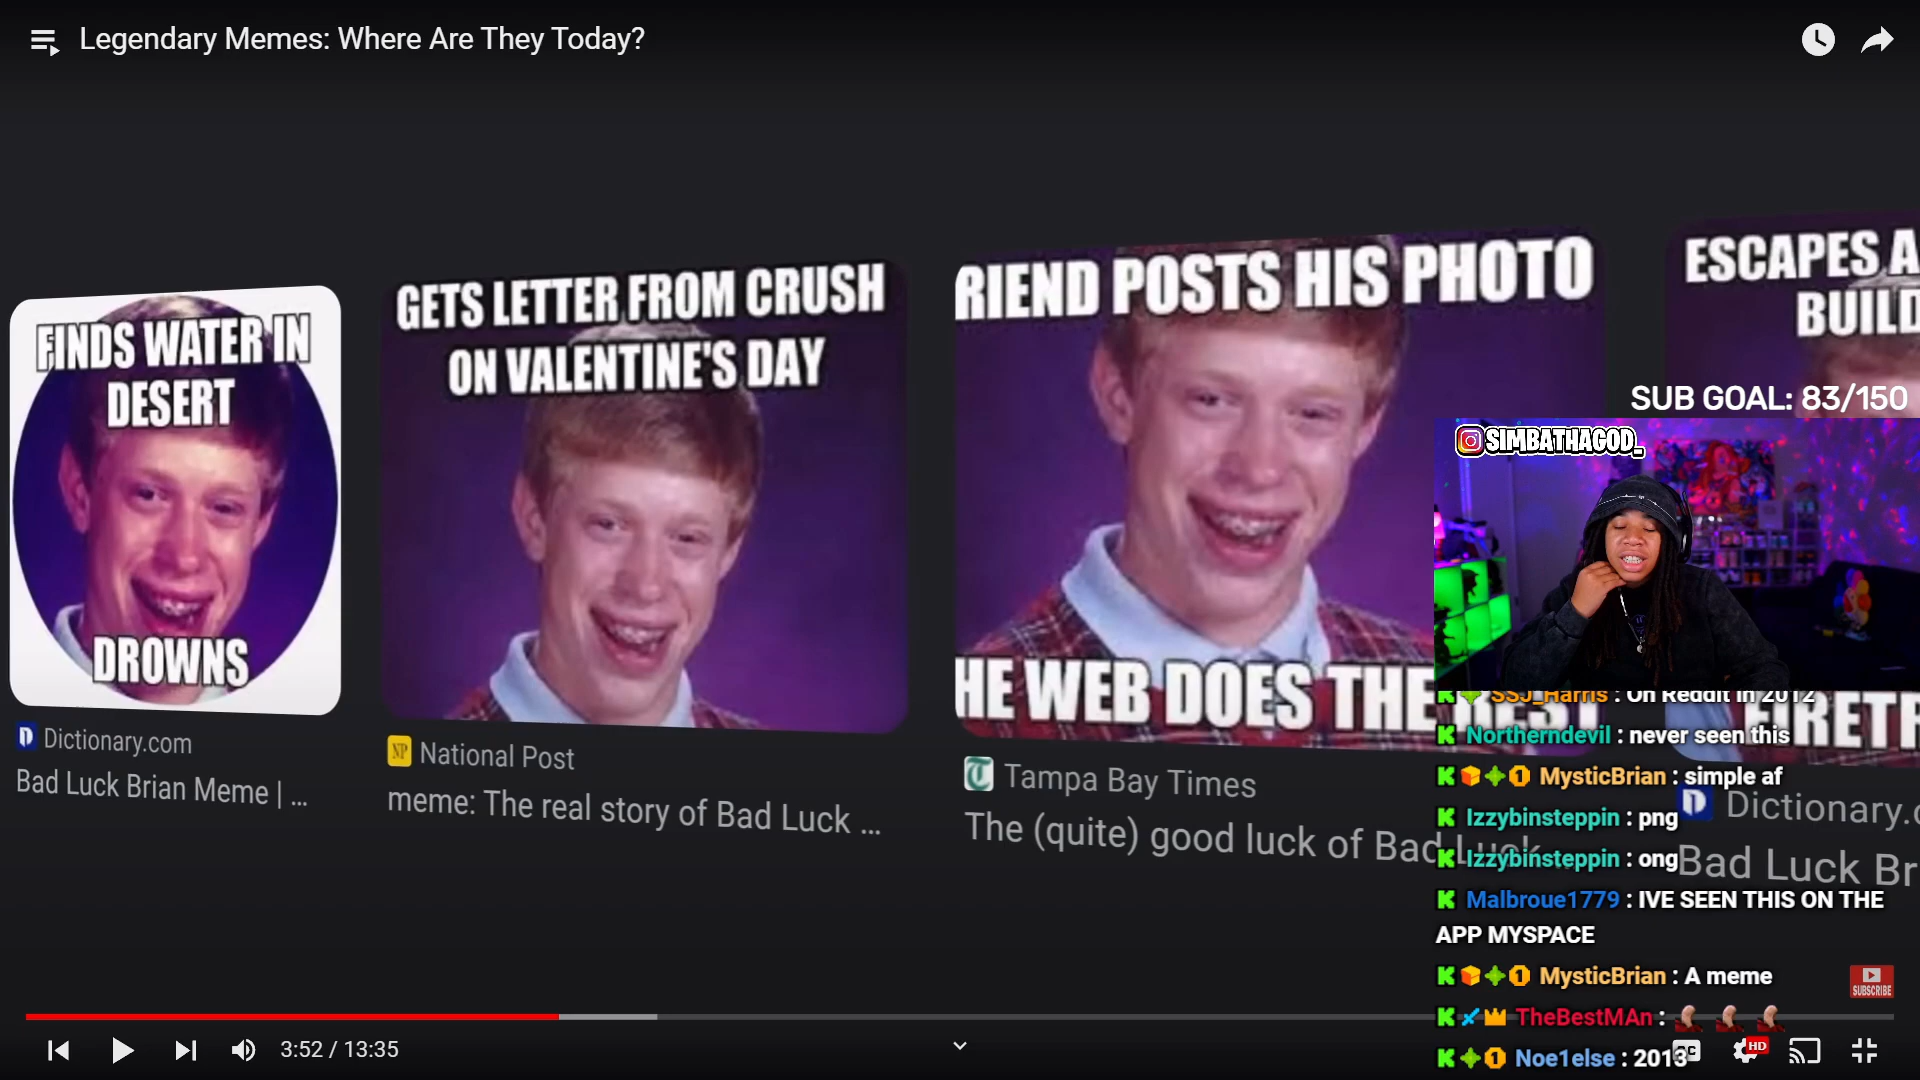 Legendary Memes: Where Are They Today?
FINDS WATER IN
DESERT
DROWNS
Dictionary.com
Bad Luck Brian Meme | ...
GETS LETTER FROM CRUSH
ON VALENTINE'S DAY
NP
National Post
meme: The real story of Bad Luck ...
RIEND POSTS HIS PHOTO
HE WEB DOES THE REST
Tampa Bay Times
The (quite) good luck of Bad Luck ...
ESCAPES A
BUILD
FIRETR
Dictionary.c
Bad Luck Br
SUB GOAL: 83/150
SIMBATHAGOD_
SSJ_Harris : On Reddit in 2012
Northerndevil : never seen this
MysticBrian : simple af
Izzybinsteppin : png
Izzybinsteppin : ong
Malbroue1779 : IVE SEEN THIS ON THE
APP MYSPACE
MysticBrian : A meme
TheBestMAn :
Noe1else : 2013
SUBSCRIBE
3:52 / 13:35
CC
HD